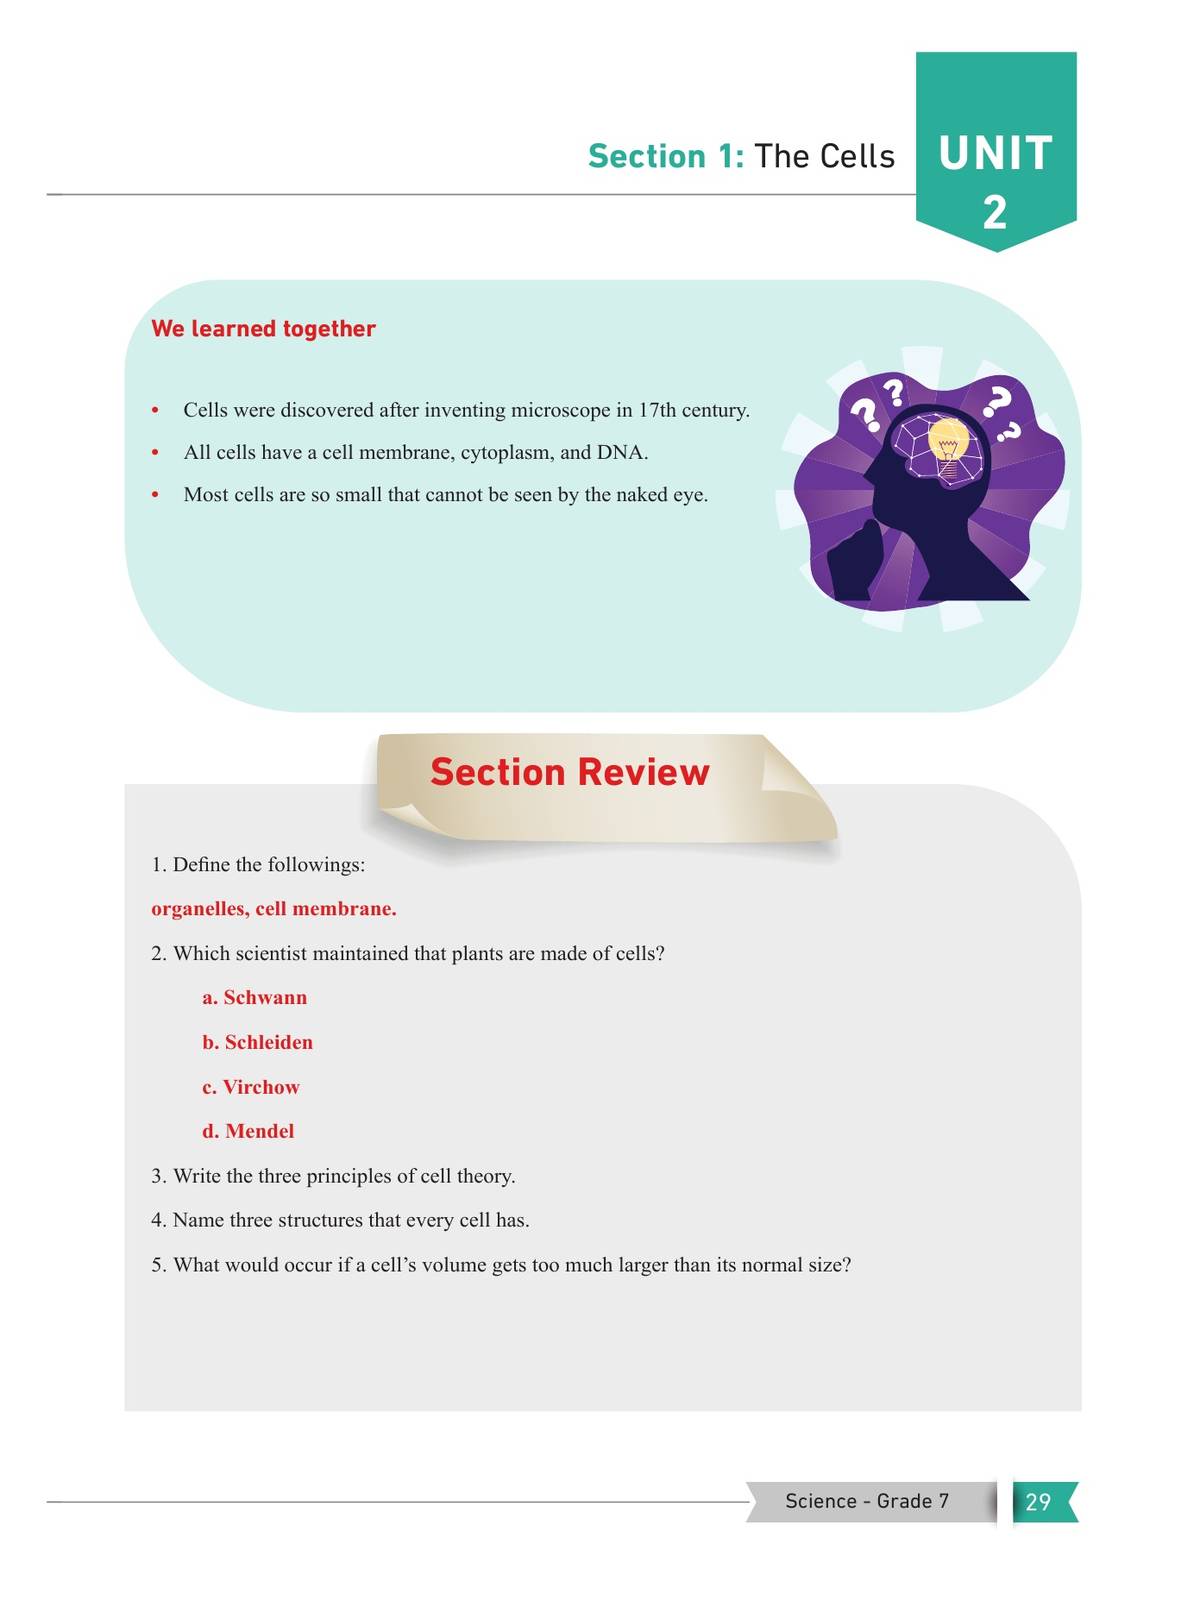 Section 1: The Cells
UNIT
2
We learned together
• Cells were discovered after inventing microscope in 17th century.
• All cells have a cell membrane, cytoplasm, and DNA.
• Most cells are so small that cannot be seen by the naked eye.
? ? ? ?
Section Review
1. Define the followings:
organelles, cell membrane.
2. Which scientist maintained that plants are made of cells?
a. Schwann
b. Schleiden
c. Virchow
d. Mendel
3. Write the three principles of cell theory.
4. Name three structures that every cell has.
5. What would occur if a cell’s volume gets too much larger than its normal size?
Science - Grade 7
29